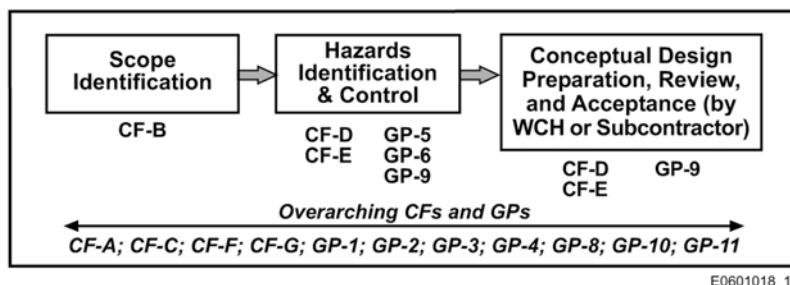 Scope
Identification
CF-B
Hazards
Identification
& Control
CF-D GP-5
CF-E GP-6
GP-9
Conceptual Design
Preparation, Review,
and Acceptance (by
WCH or Subcontractor)
CF-D GP-9
CF-E
Overarching CFs and GPs
CF-A; CF-C; CF-F; CF-G; GP-1; GP-2; GP-3; GP-4; GP-8; GP-10; GP-11
E0601018_1